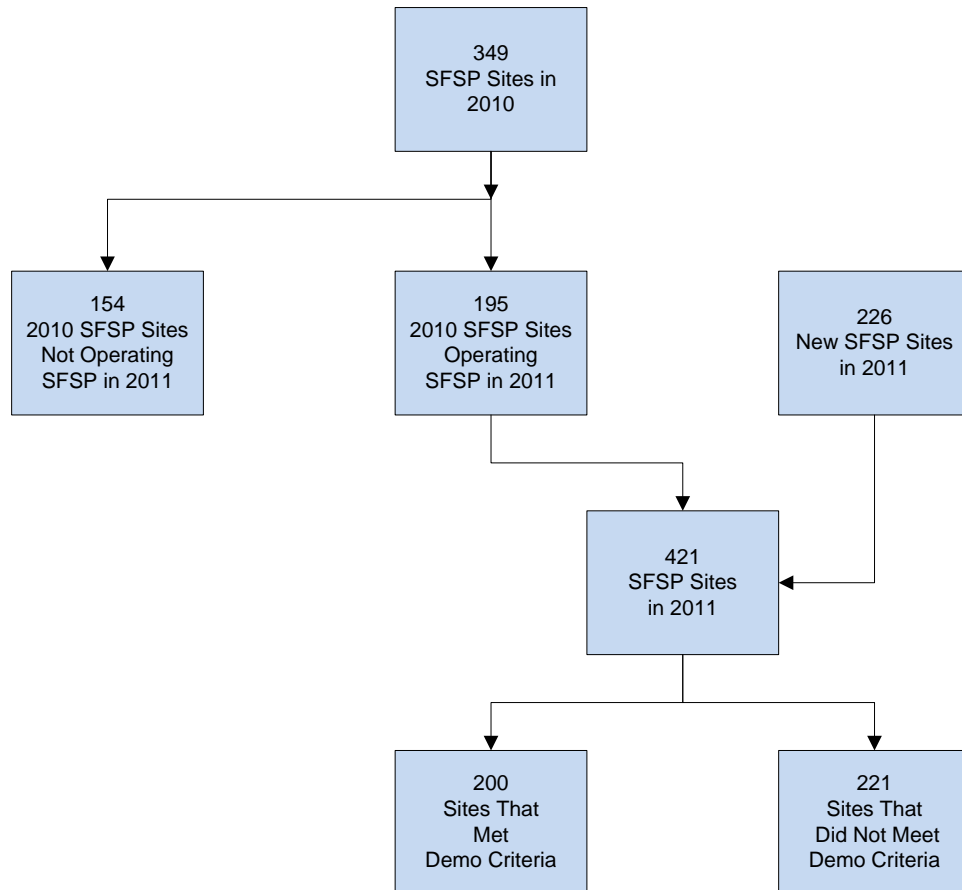 349
SFSP Sites in
2010
154
2010 SFSP Sites
Not Operating
SFSP in 2011
195
2010 SFSP Sites
Operating
SFSP in 2011
226
New SFSP Sites
in 2011
421
SFSP Sites
in 2011
200
Sites That
Met
Demo Criteria
221
Sites That
Did Not Meet
Demo Criteria